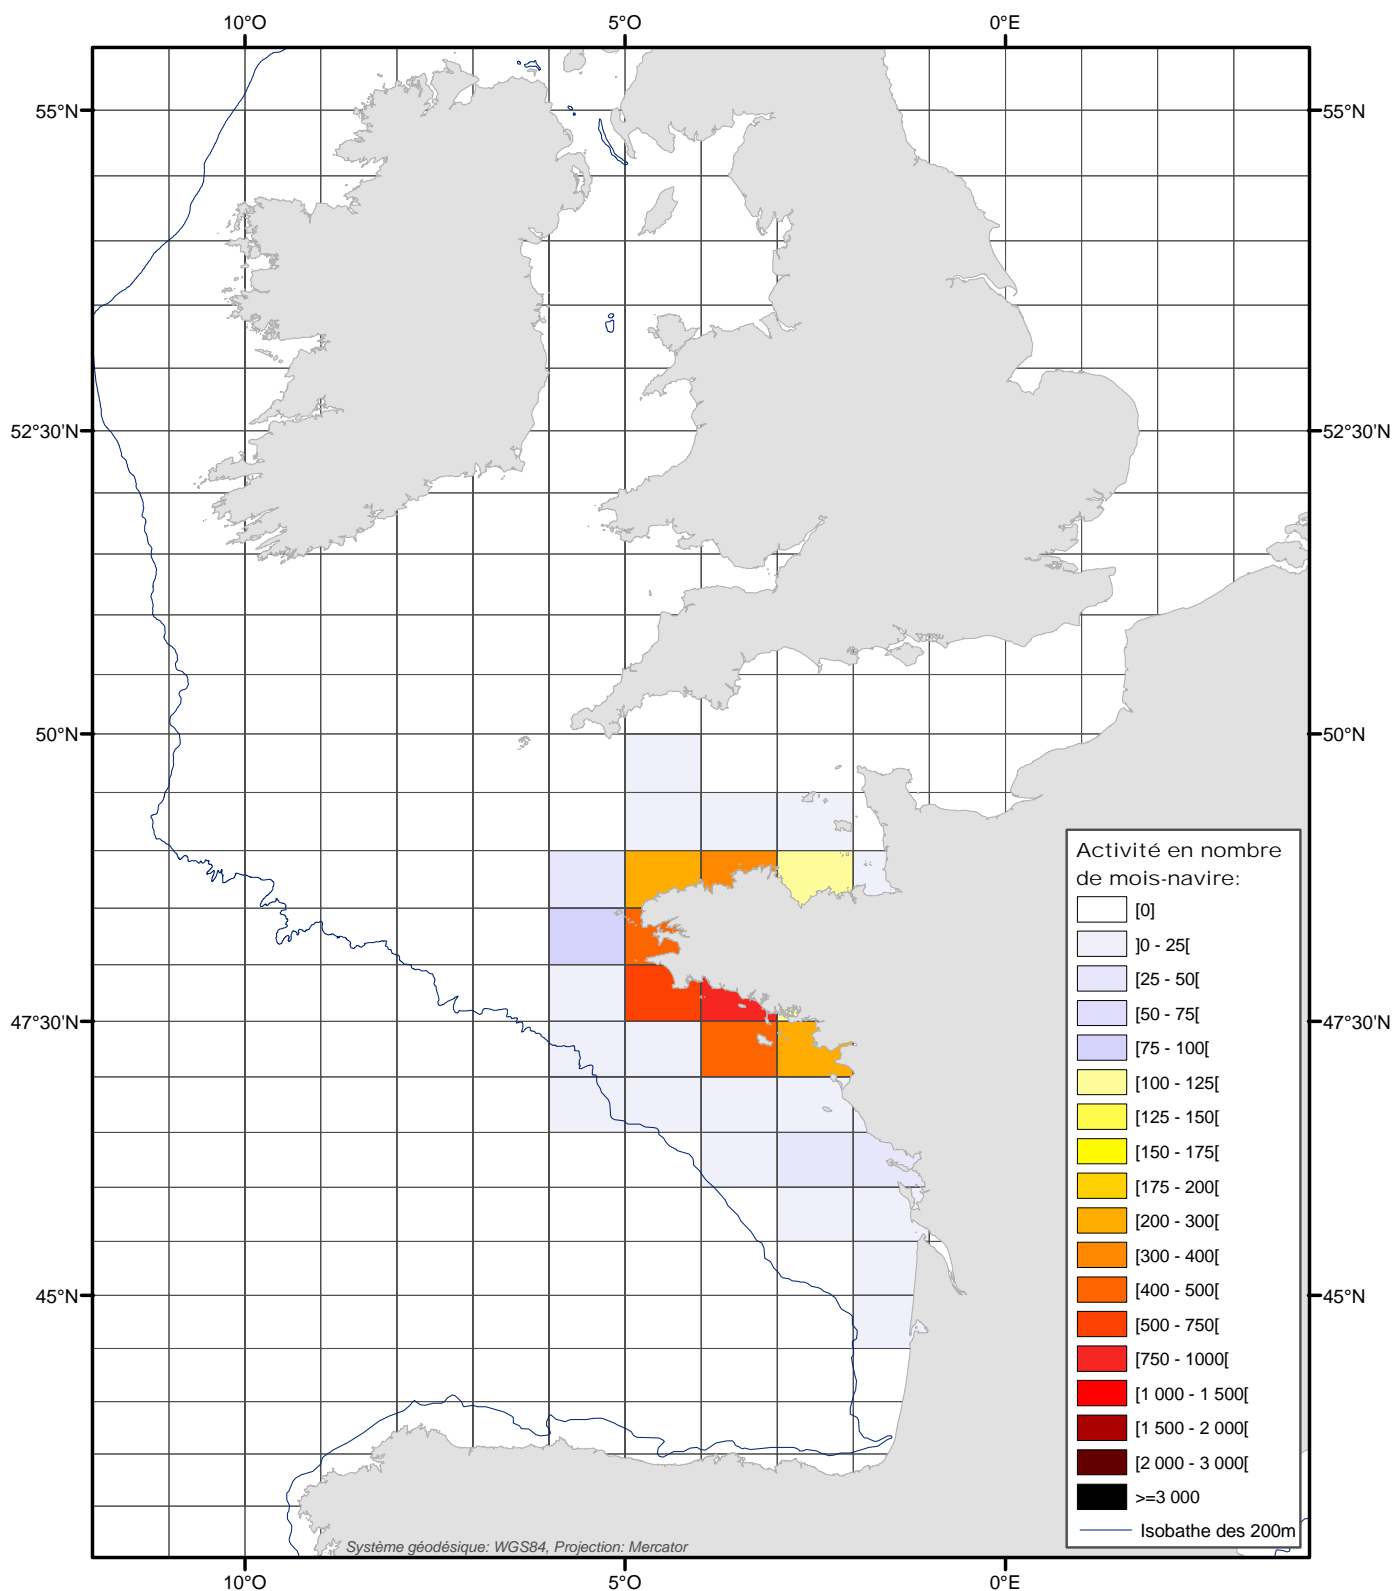 10°O 5°O 0°E
55°N 55°N
52°30'N 52°30'N
50°N 50°N
47°30'N 47°30'N
45°N 45°N
Activité en nombre
de mois-navire:
[0]
]0 - 25[
[25 - 50[
[50 - 75[
[75 - 100[
[100 - 125[
[125 - 150[
[150 - 175[
[175 - 200[
[200 - 300[
[300 - 400[
[400 - 500[
[500 - 750[
[750 - 1000[
[1 000 - 1 500[
[1 500 - 2 000[
[2 000 - 3 000[
>=3 000
Isobathe des 200m
Système géodésique: WGS84, Projection: Mercator
10°O 5°O 0°E